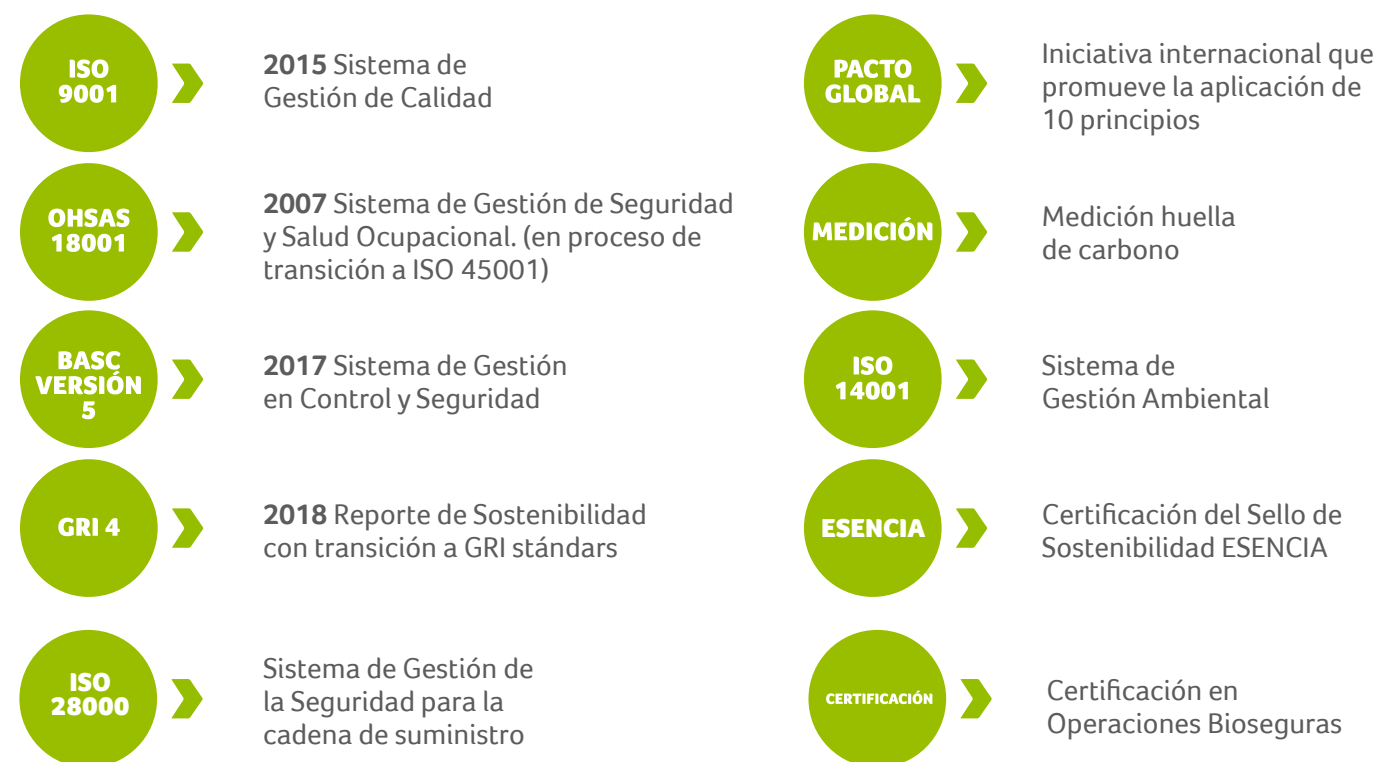 ISO
9001
2015 Sistema de
Gestión de Calidad
OHSAS
18001
2007 Sistema de Gestión de Seguridad
y Salud Ocupacional. (en proceso de
transición a ISO 45001)
BASC
VERSIÓN
5
2017 Sistema de Gestión
en Control y Seguridad
GRI 4
2018 Reporte de Sostenibilidad
con transición a GRI stándars
ISO
28000
Sistema de Gestión de
la Seguridad para la
cadena de suministro
PACTO
GLOBAL
Iniciativa internacional que
promueve la aplicación de
10 principios
MEDICIÓN
Medición huella
de carbono
ISO
14001
Sistema de
Gestión Ambiental
ESENCIA
Certificación del Sello de
Sostenibilidad ESENCIA
CERTIFICACIÓN
Certificación en
Operaciones Bioseguras